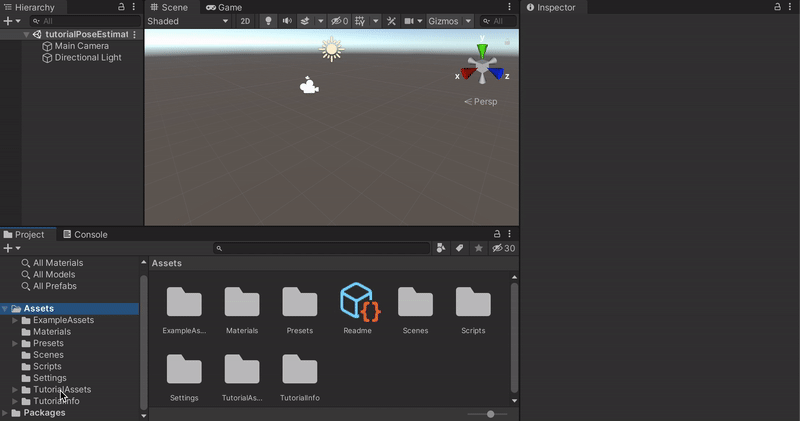 Hierarchy
All
tutorialPoseEstimat
Main Camera
Directional Light
Scene
Game
Shaded
2D
0
Gizmos
All
x
z
Persp
Inspector
Project
Console
30
All Materials
All Models
All Prefabs
Assets
ExampleAssets
Materials
Presets
Scenes
Scripts
Settings
TutorialAssets
TutorialInfo
Packages
Assets
ExampleAs...
Materials
Presets
Readme
Scenes
Scripts
Settings
TutorialAs...
TutorialInfo